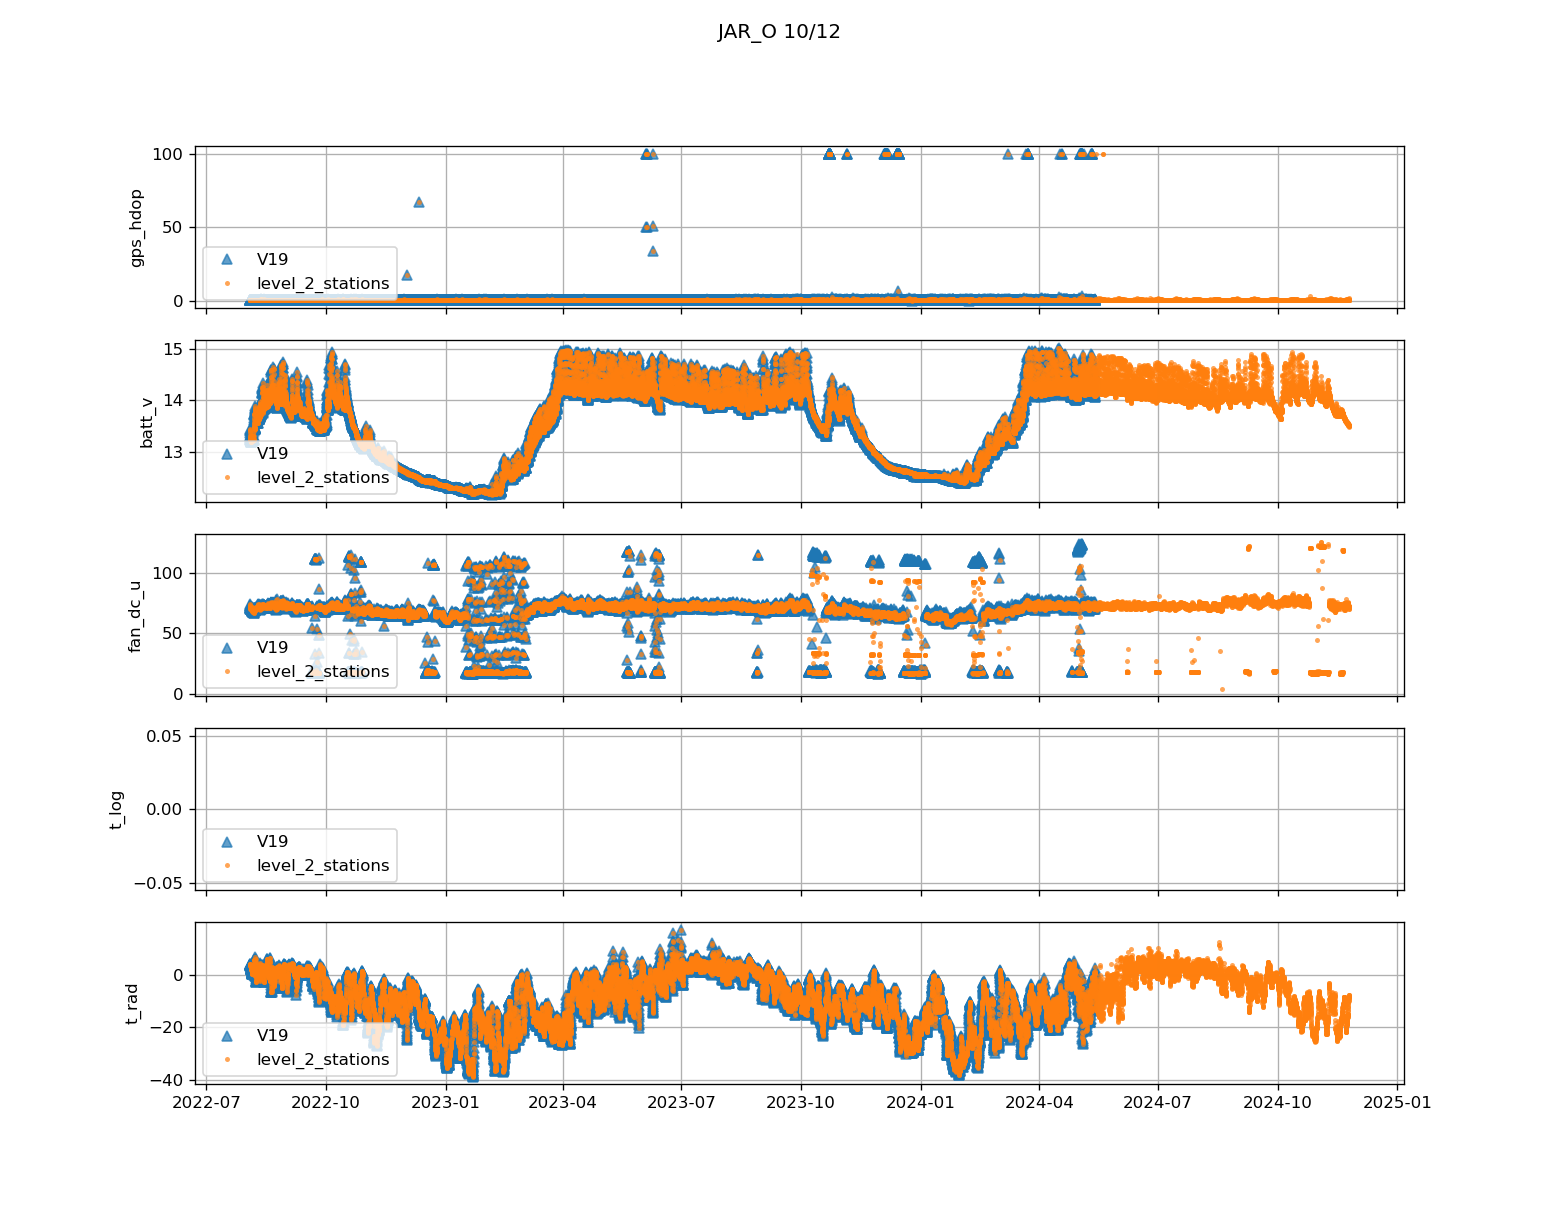 JAR_O 10/12
gps_hdop
100
50
0
V19
level_2_stations
batt_v
15
14
13
V19
level_2_stations
fan_dc_u
100
50
0
V19
level_2_stations
t_log
0.05
0.00
−0.05
V19
level_2_stations
t_rad
0
−20
−40
V19
level_2_stations
2022-07 2022-10 2023-01 2023-04 2023-07 2023-10 2024-01 2024-04 2024-07 2024-10 2025-01